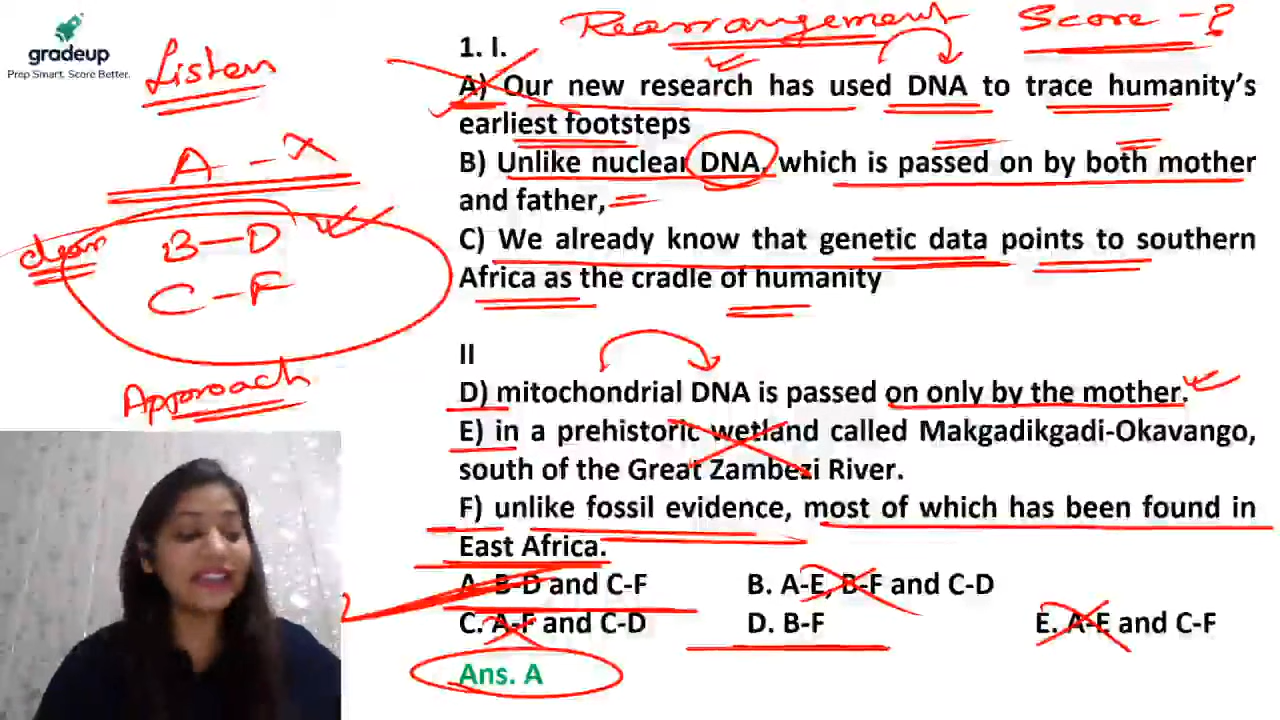 gradeup
Prep Smart. Score Better.
Rearrangement Score - ?
Listen
A - X
B - D
C - F
clear
Approach
1. I.
A) Our new research has used DNA to trace humanity's
earliest footsteps
B) Unlike nuclear DNA, which is passed on by both mother
and father,
C) We already know that genetic data points to southern
Africa as the cradle of humanity
II
D) mitochondrial DNA is passed on only by the mother.
E) in a prehistoric wetland called Makgadikgadi-Okavango,
south of the Great Zambezi River.
F) unlike fossil evidence, most of which has been found in
East Africa.
A. B-D and C-F B. A-E, B-F and C-D
C. A-F and C-D D. B-F E. A-E and C-F
Ans. A